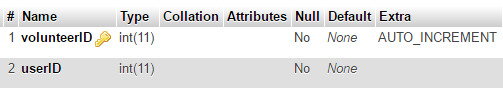 # Name Type Collation Attributes Null Default Extra
1 volunteerID int(11) No None AUTO_INCREMENT
2 userID int(11) No None